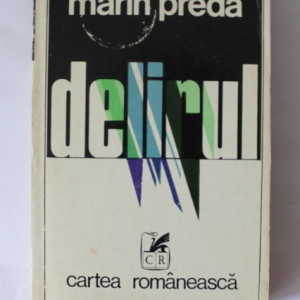 marin preda
delirul
CR
cartea românească